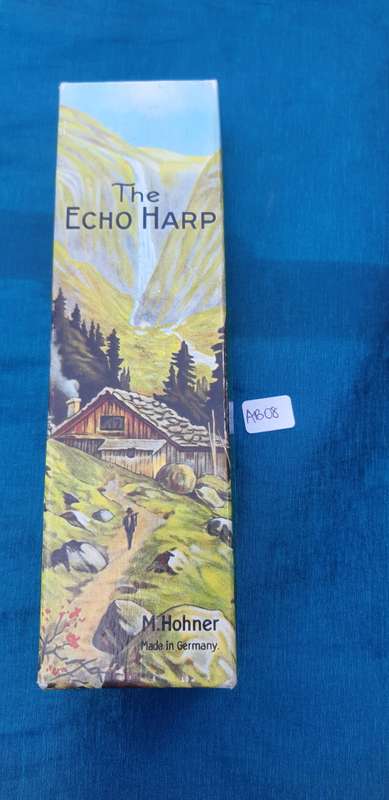 The
ECHO HARP
AB08
M. Hohner
Made in Germany.